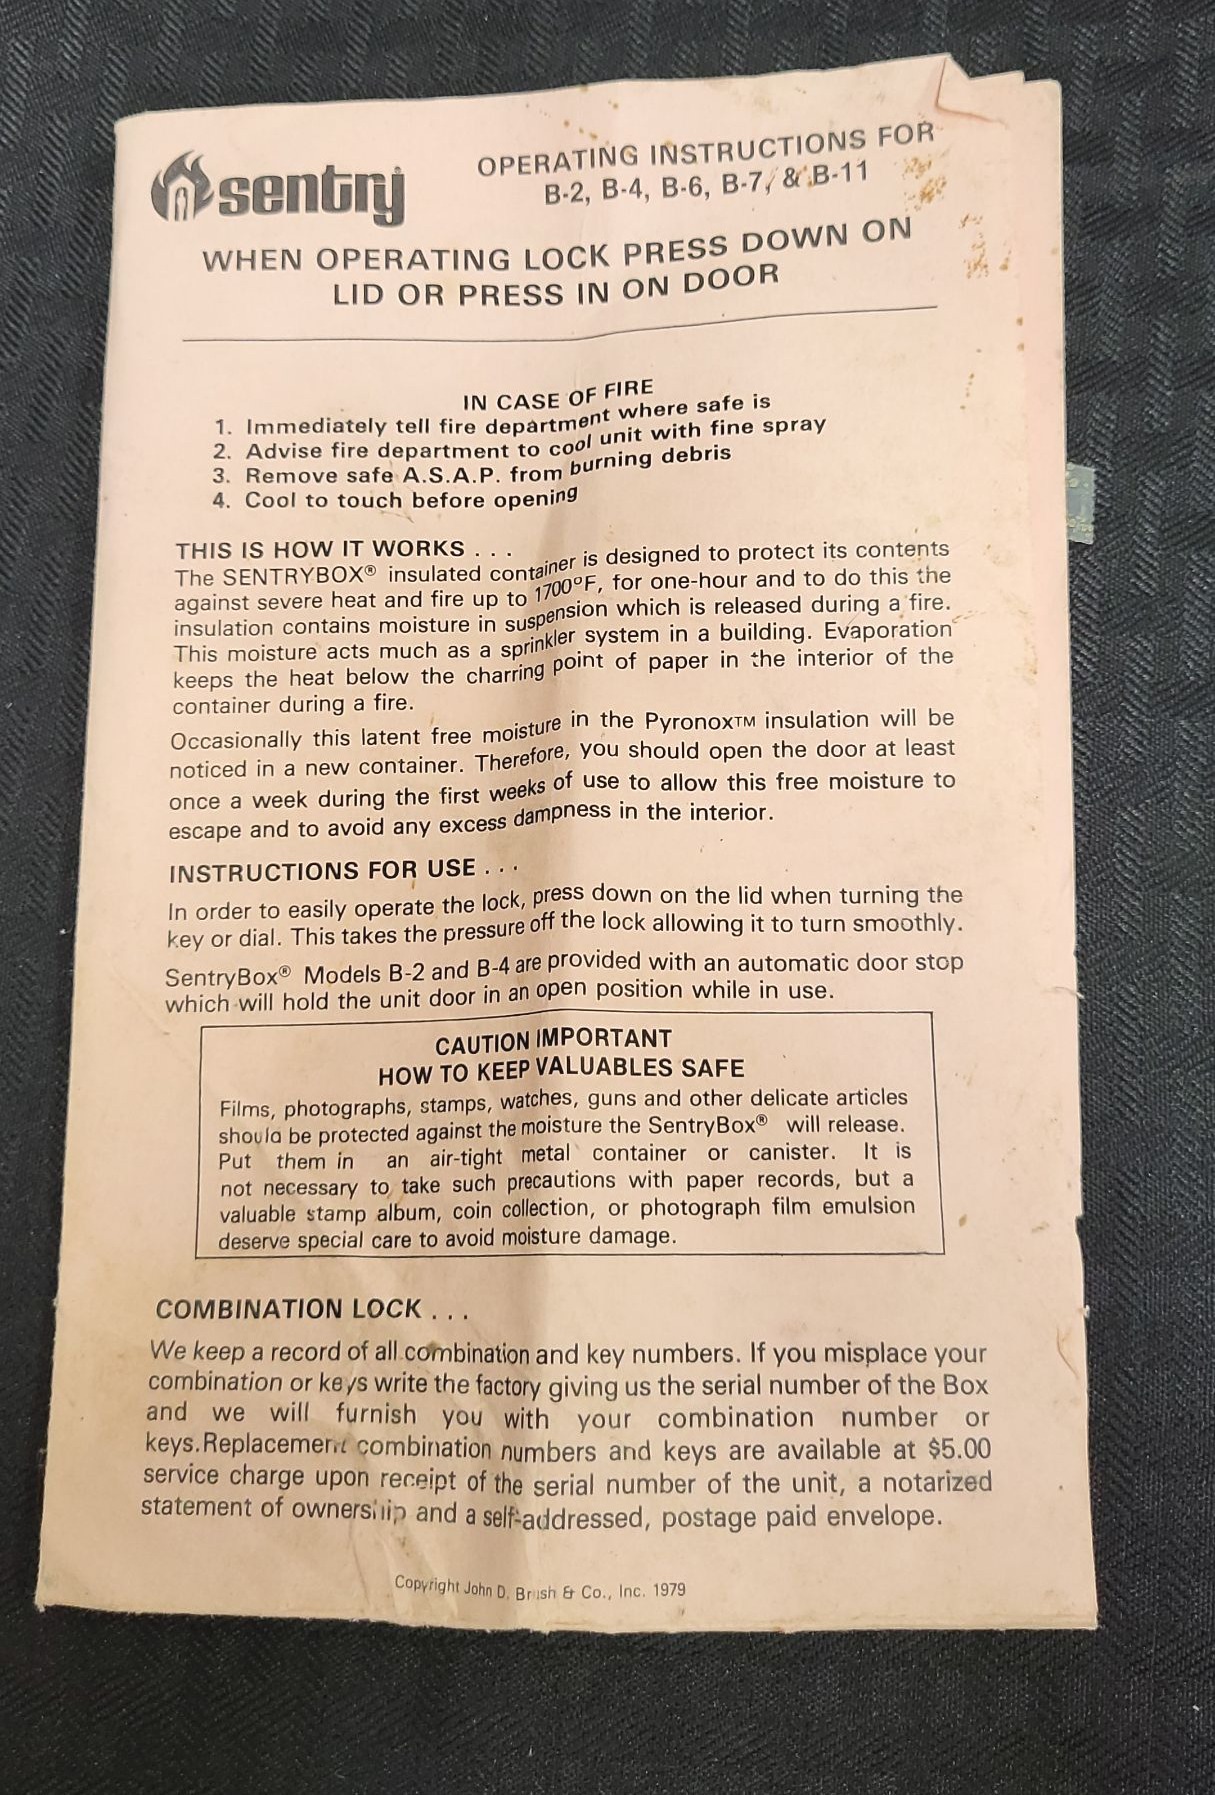 sentry
OPERATING INSTRUCTIONS FOR
B-2, B-4, B-6, B-7, & B-11
WHEN OPERATING LOCK PRESS DOWN ON
LID OR PRESS IN ON DOOR
IN CASE OF FIRE
1. Immediately tell fire department where safe is
2. Advise fire department to cool unit with fine spray
3. Remove safe A.S.A.P. from burning debris
4. Cool to touch before opening
THIS IS HOW IT WORKS . . .
The SENTRYBOX® insulated container is designed to protect its contents
against severe heat and fire up to 1700°F, for one-hour and to do this the
insulation contains moisture in suspension which is released during a fire.
This moisture acts much as a sprinkler system in a building. Evaporation
keeps the heat below the charring point of paper in the interior of the
container during a fire.
Occasionally this latent free moisture in the Pyronox™ insulation will be
noticed in a new container. Therefore, you should open the door at least
once a week during the first weeks of use to allow this free moisture to
escape and to avoid any excess dampness in the interior.
INSTRUCTIONS FOR USE . . .
In order to easily operate the lock, press down on the lid when turning the
key or dial. This takes the pressure off the lock allowing it to turn smoothly.
SentryBox® Models B-2 and B-4 are provided with an automatic door stop
which will hold the unit door in an open position while in use.
CAUTION IMPORTANT
HOW TO KEEP VALUABLES SAFE
Films, photographs, stamps, watches, guns and other delicate articles
should be protected against the moisture the SentryBox® will release.
Put them in an air-tight metal container or canister. It is
not necessary to take such precautions with paper records, but a
valuable stamp album, coin collection, or photograph film emulsion
deserve special care to avoid moisture damage.
COMBINATION LOCK . . .
We keep a record of all combination and key numbers. If you misplace your
combination or keys write the factory giving us the serial number of the Box
and we will furnish you with your combination number or
keys. Replacement combination numbers and keys are available at $5.00
service charge upon receipt of the serial number of the unit, a notarized
statement of ownership and a self-addressed, postage paid envelope.
Copyright John D. Brush & Co., Inc. 1979